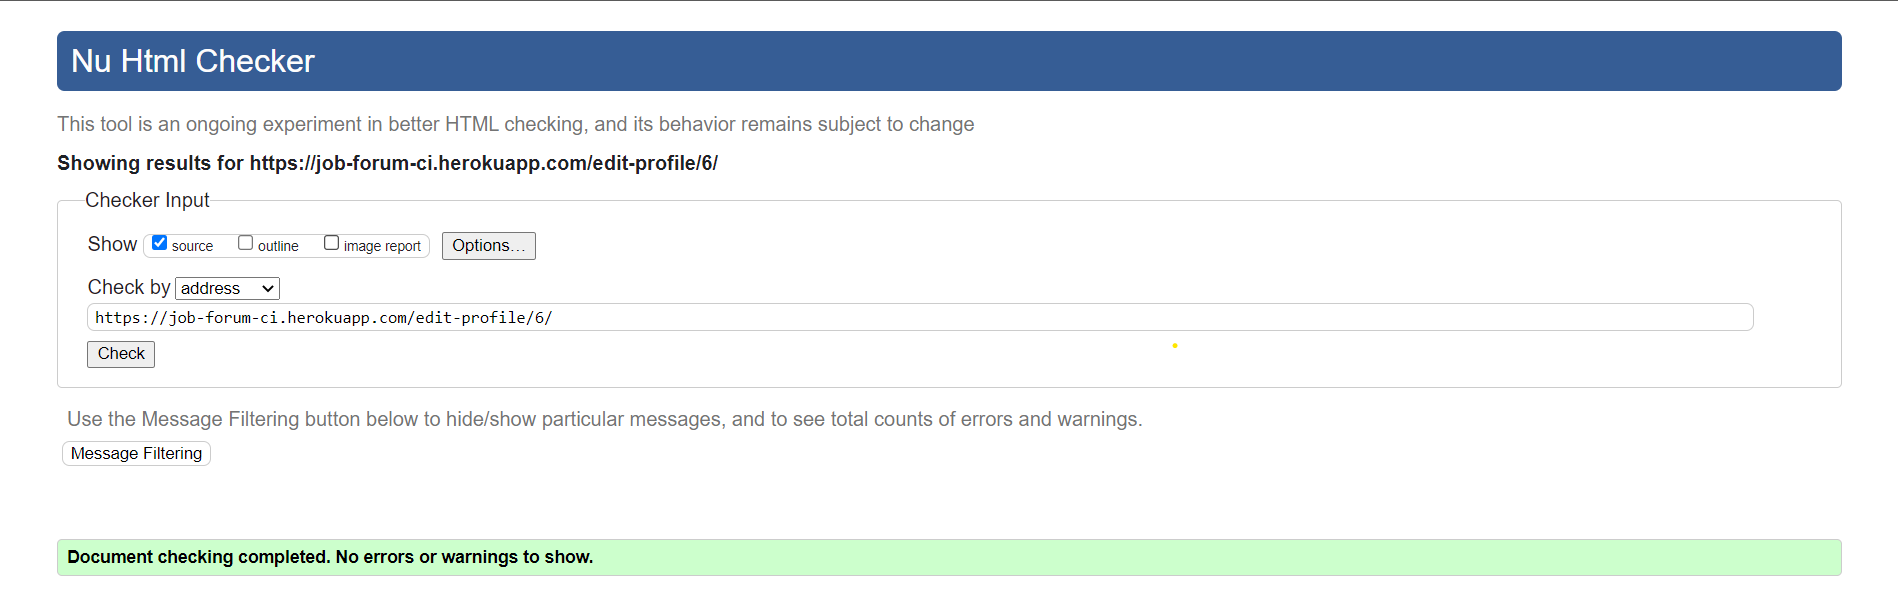 Nu Html Checker
This tool is an ongoing experiment in better HTML checking, and its behavior remains subject to change
Showing results for https://job-forum-ci.herokuapp.com/edit-profile/6/
Checker Input
Show source outline image report Options...
Check by address
https://job-forum-ci.herokuapp.com/edit-profile/6/
Check
Use the Message Filtering button below to hide/show particular messages, and to see total counts of errors and warnings.
Message Filtering
Document checking completed. No errors or warnings to show.